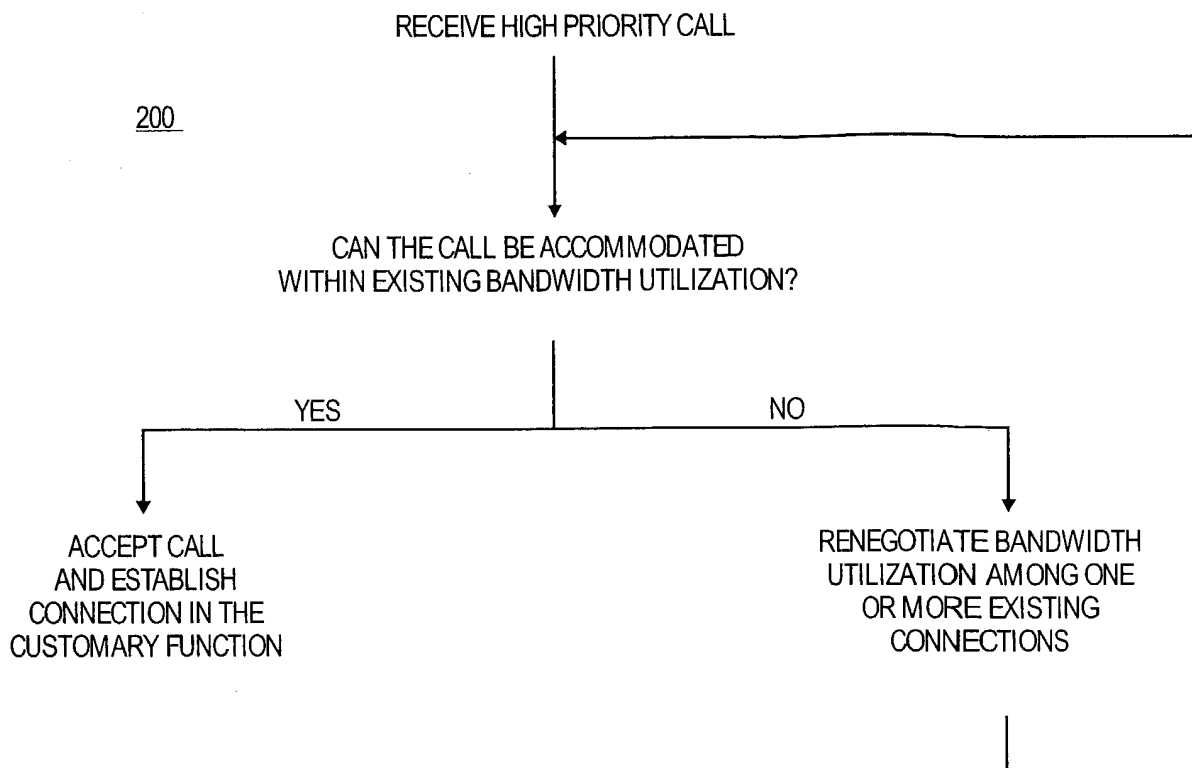 RECEIVE HIGH PRIORITY CALL
200
CAN THE CALL BE ACCOMMODATED
WITHIN EXISTING BANDWIDTH UTILIZATION?
YES
NO
ACCEPT CALL
AND ESTABLISH
CONNECTION IN THE
CUSTOMARY FUNCTION
RENEGOTIATE BANDWIDTH
UTILIZATION AMONG ONE
OR MORE EXISTING
CONNECTIONS